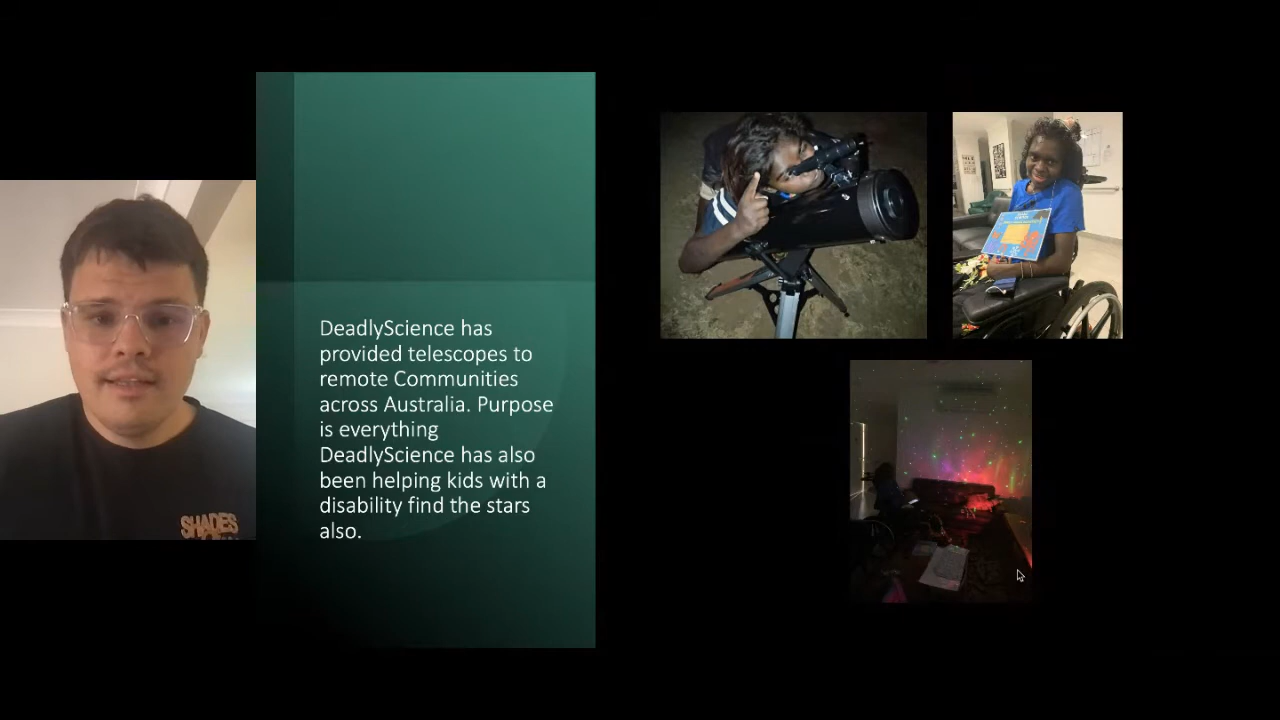 DeadlyScience has
provided telescopes to
remote Communities
across Australia. Purpose
is everything
DeadlyScience has also
been helping kids with a
disability find the stars
also.
SHADES